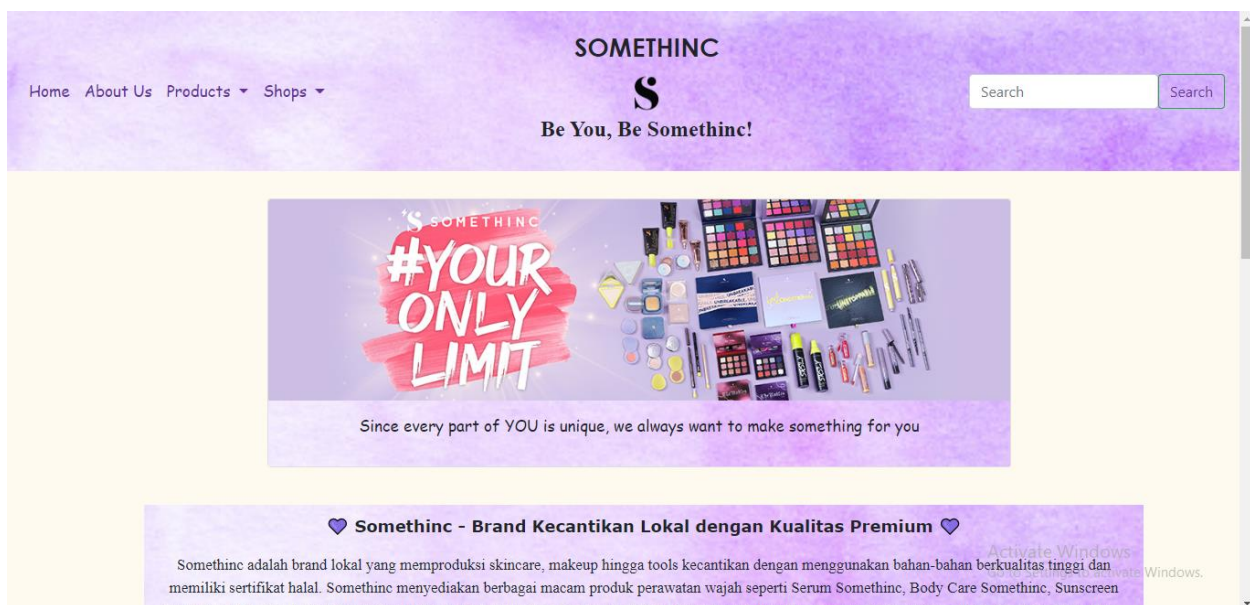 SOMETHINC
Home About Us Products Shops
S
Search Search
Be You, Be Somethinc!
S SOMETHINC
#YOUR
ONLY
LIMIT
Since every part of YOU is unique, we always want to make something for you
Somethinc - Brand Kecantikan Lokal dengan Kualitas Premium
Somethinc adalah brand lokal yang memproduksi skincare, makeup hingga tools kecantikan dengan menggunakan bahan-bahan berkualitas tinggi dan
memiliki sertifikat halal. Somethinc menyediakan berbagai macam produk perawatan wajah seperti Serum Somethinc, Body Care Somethinc, Sunscreen
Activate Windows
Go to Settings to activate Windows.